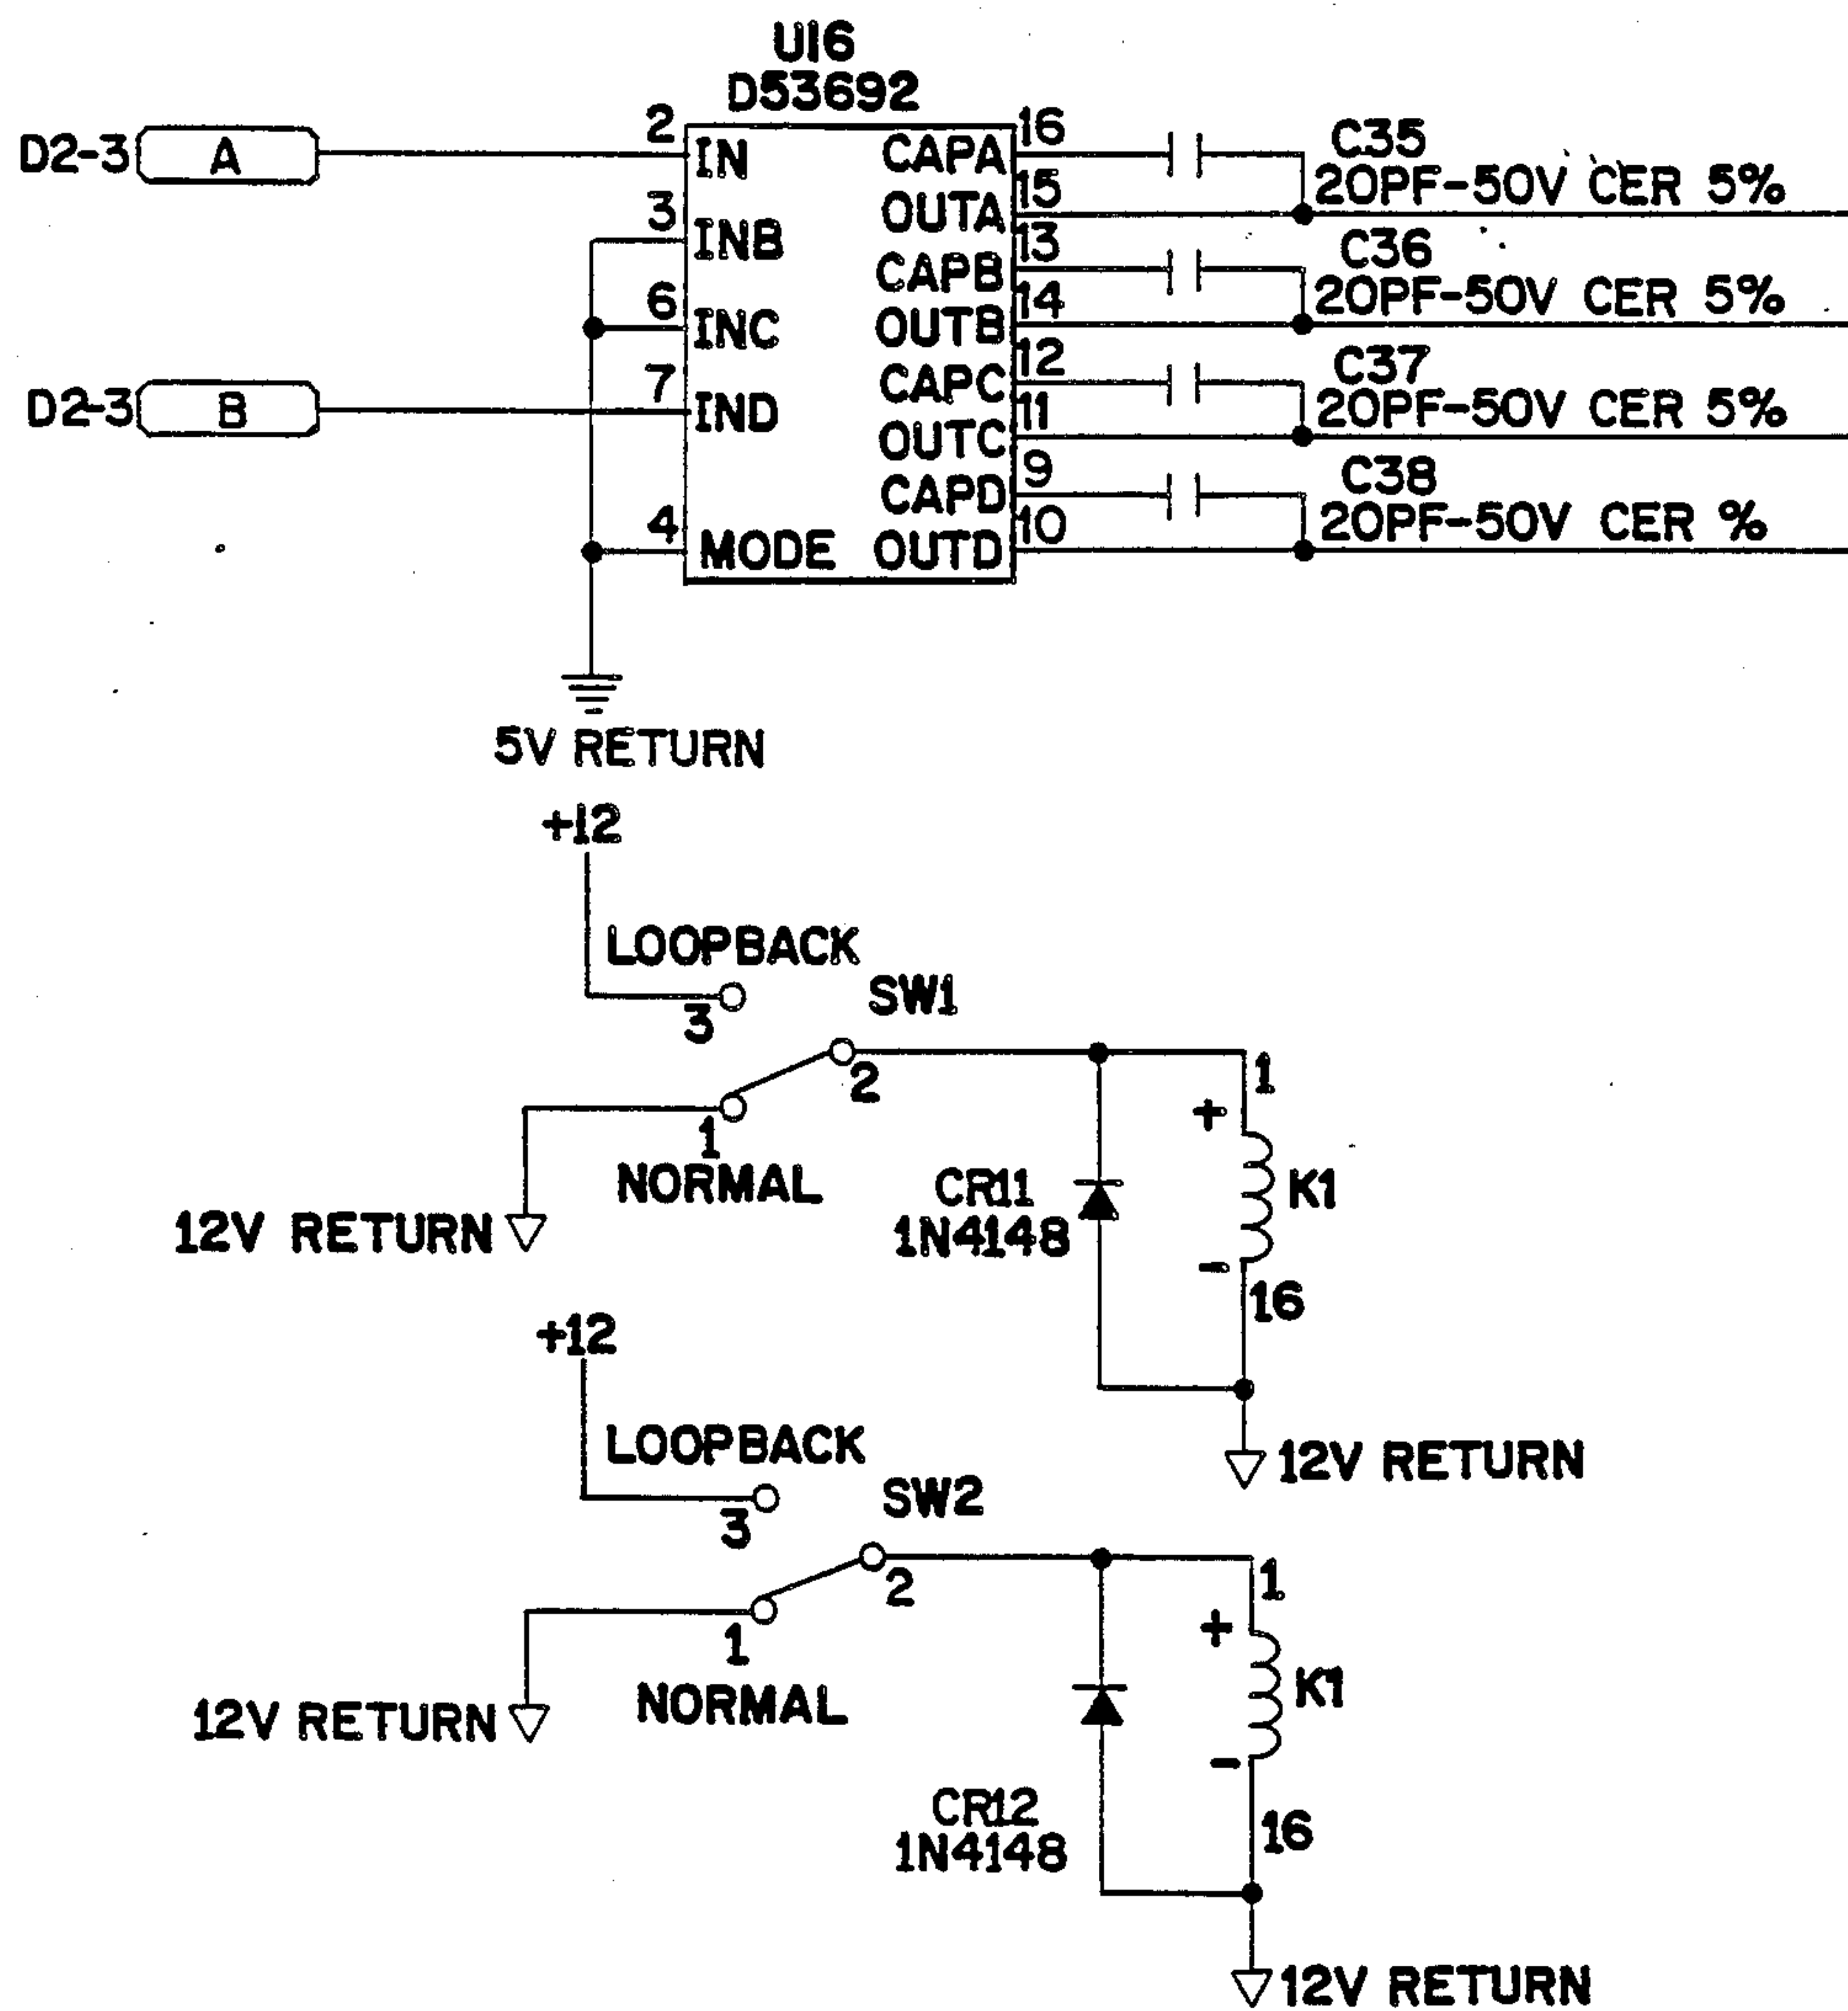 U16
D53692
D2-3 A 2 IN CAPA 16 C35
15 20PF-50V CER 5%
3 INB OUTA
13 C36
CAPB
6 INC 14 20PF-50V CER 5%
OUTB
12 C37
D2-3 B 7 IND CAPC
11 20PF-50V CER 5%
OUTC
9 C38
CAPD
4 MODE OUTD 10 20PF-50V CER %
5V RETURN
+12
LOOPBACK
3 SW1
2 1
1 +
NORMAL CR11 K1
12V RETURN 1N4148
- 16
+12
LOOPBACK 12V RETURN
3 SW2
2 1
1 +
NORMAL K1
12V RETURN -
CR12 16
1N4148
12V RETURN